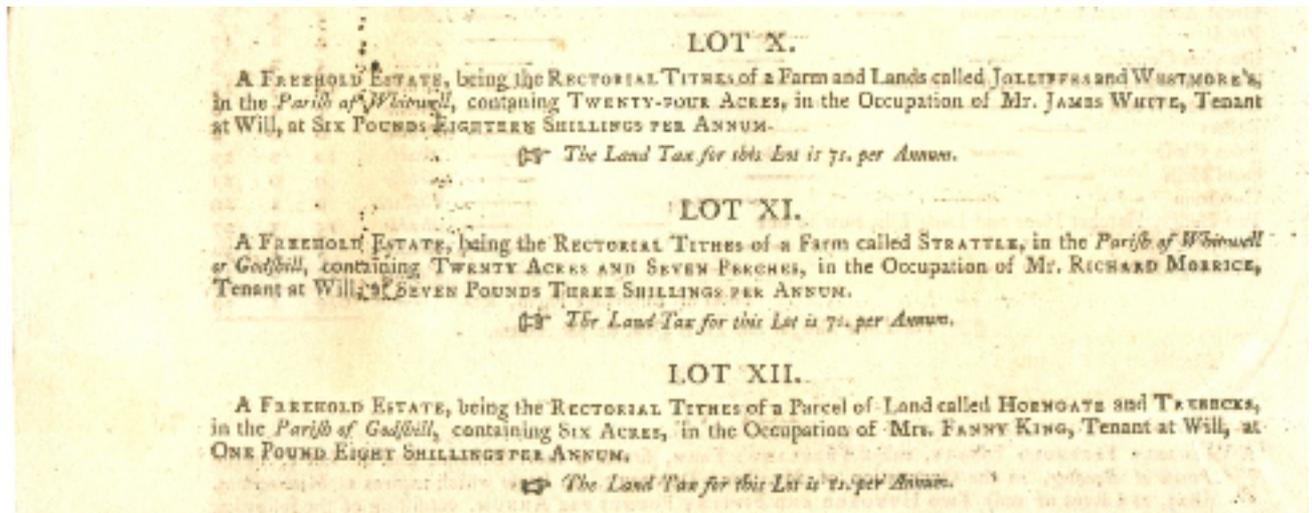 LOT X.
A FREEHOLD ESTATE, being the RECTORIAL TITHES of a Farm and Lands called JOLLIFFES and WESTMORE's,
in the Parish of Whitwell, contaning TWENTY-FOUR ACRES, in the Occupation of Mr. JAMES WHITE, Tenant
at Will, at SIX POUNDS EIGHTEEN SHILLINGS PER ANNUM.
☞ The Land Tax for this Lot is 7s. per Annum.
LOT XI.
A FREEHOLD ESTATE, being the RECTORIAL TITHES of a Farm called STRATTLE, in the Parish of Whitwell
or Godshill, containing TWENTY ACRES AND SEVEN PERCHES, in the Occupation of Mr. RICHARD MORRICE,
Tenant at Will, at SEVEN POUNDS THREE SHILLINGS PER ANNUM.
☞ The Land Tax for this Lot is 7s. per Annum.
LOT XII.
A FREEHOLD ESTATE, being the RECTORIAL TITHES of a Parcel of Land called and
in the Parish of Godshill, containing SIX ACRES, in the Occupation of Mrs. FANNY KING, Tenant at Will, at
ONE POUND EIGHT SHILLINGS PER ANNUM.
☞ The Land Tax for this Lot is per Annum.